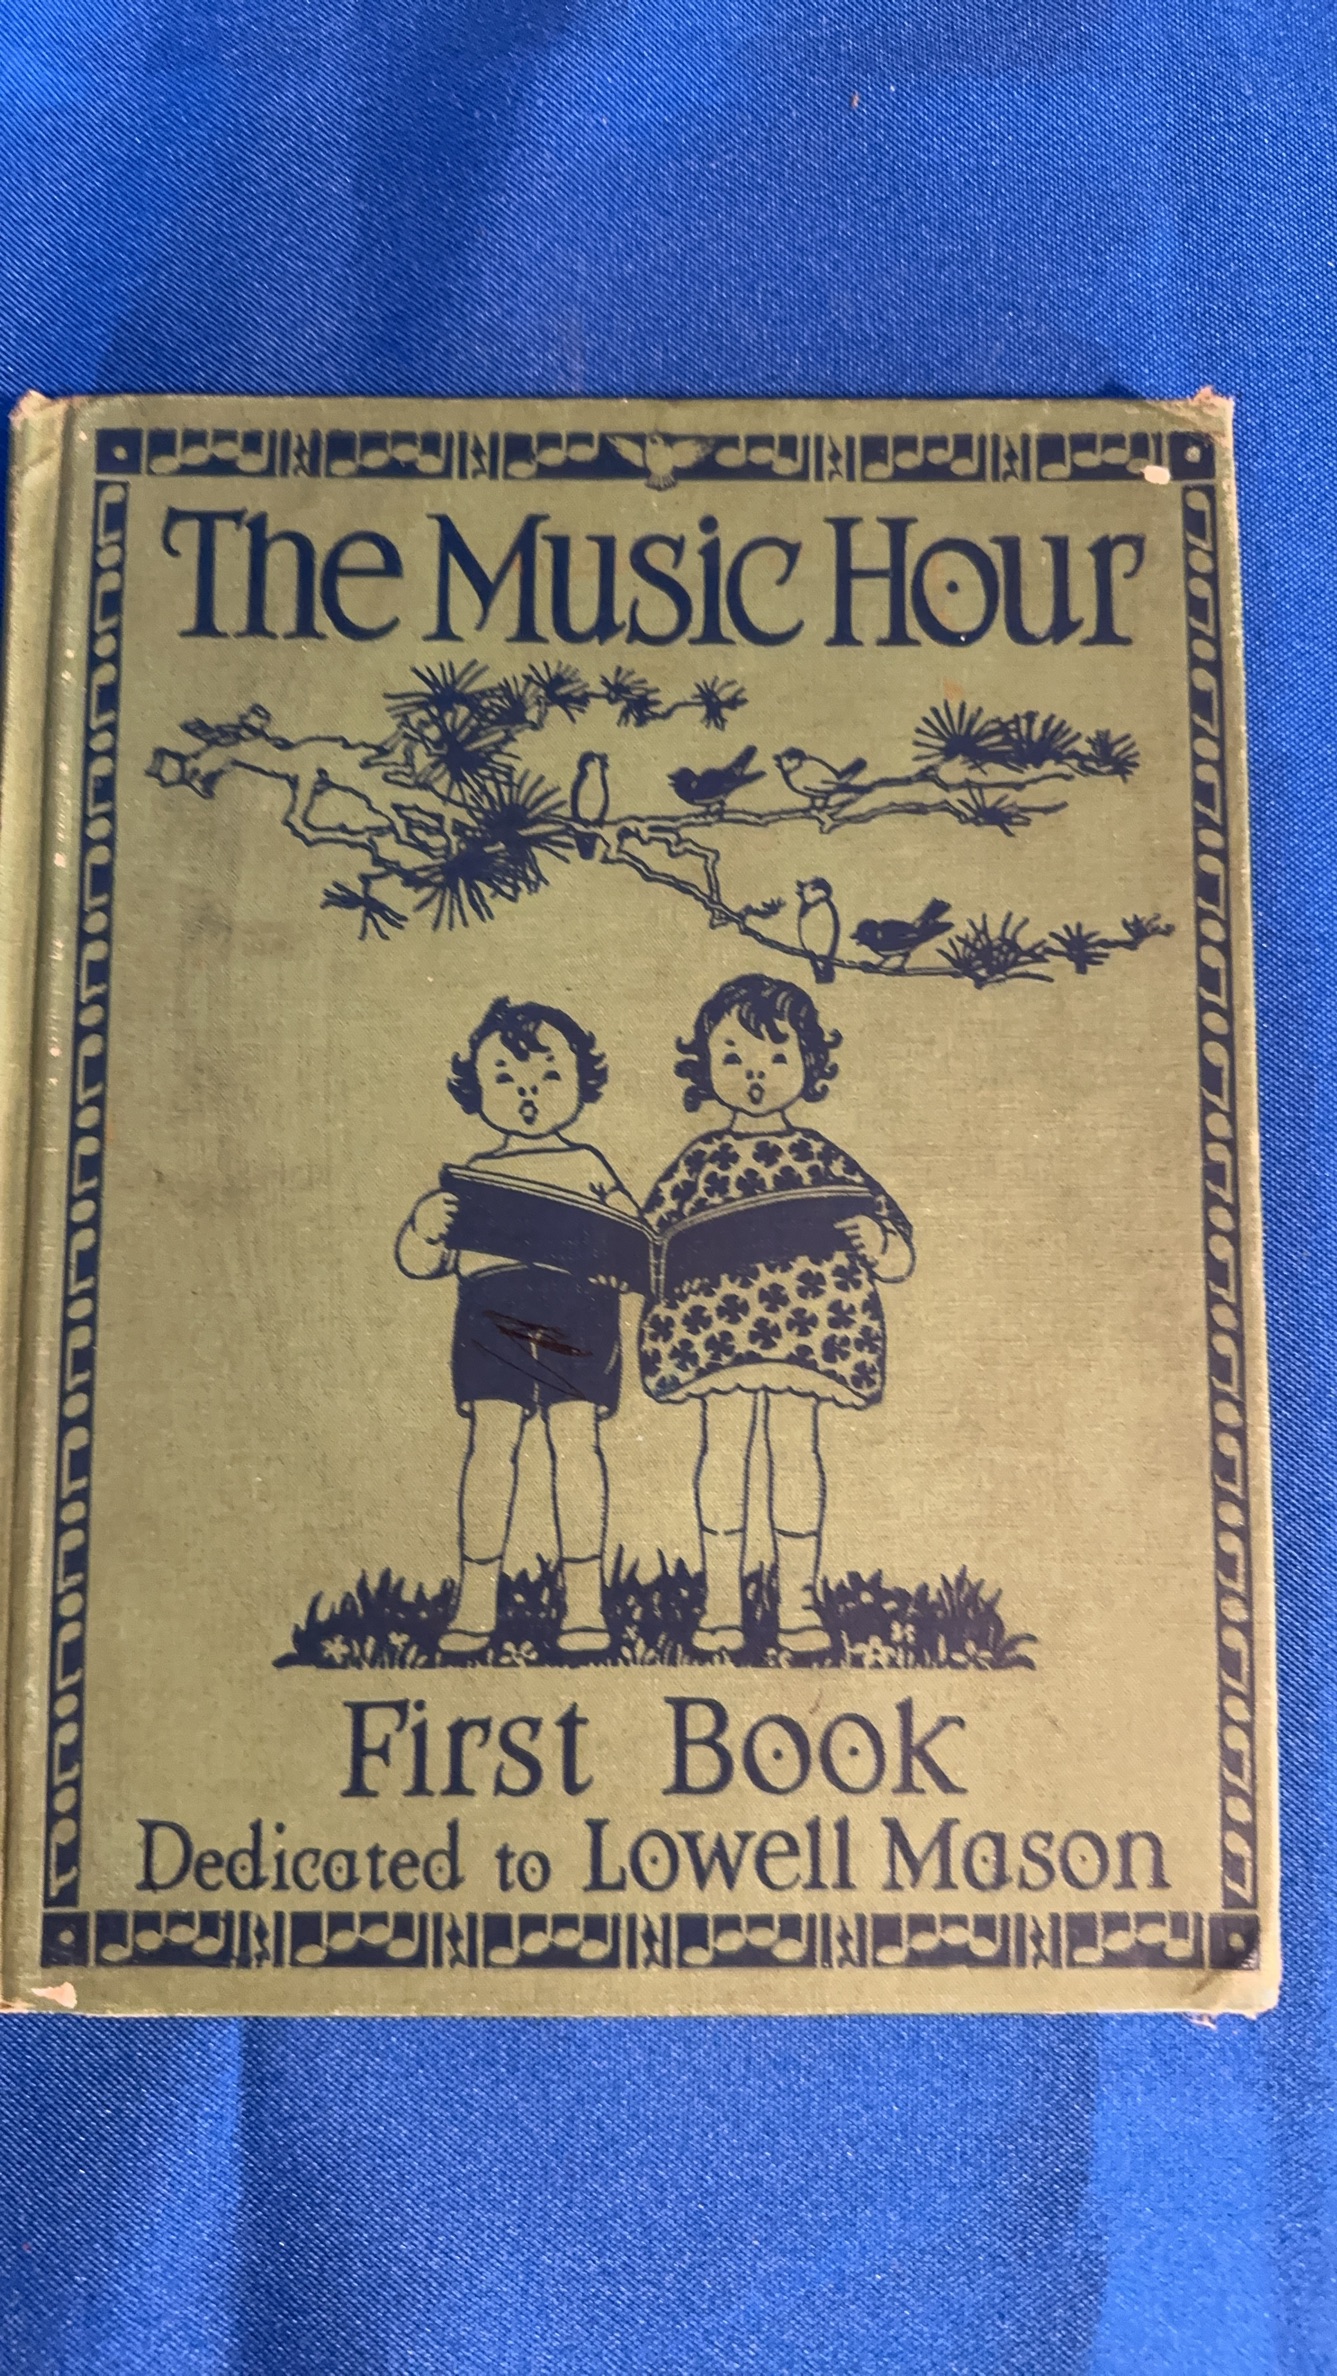 The Music Hour
First Book
Dedicated to Lowell Mason